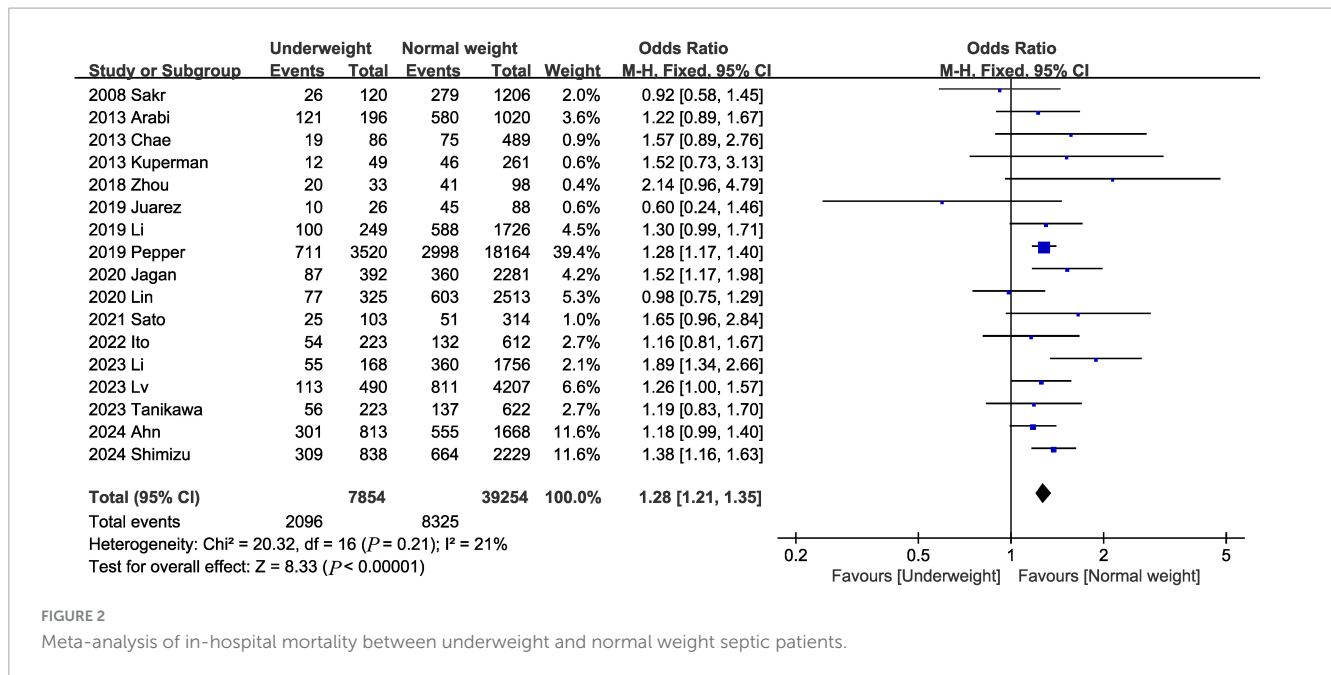 Underweight Normal weight Odds Ratio Odds Ratio
Study or Subgroup Events Total Events Total Weight M-H. Fixed. 95% CI M-H. Fixed. 95% CI
2008 Sakr 26 120 279 1206 2.0% 0.92 [0.58, 1.45]
2013 Arabi 121 196 580 1020 3.6% 1.22 [0.89, 1.67]
2013 Chae 19 86 75 489 0.9% 1.57 [0.89, 2.76]
2013 Kuperman 12 49 46 261 0.6% 1.52 [0.73, 3.13]
2018 Zhou 20 33 41 98 0.4% 2.14 [0.96, 4.79]
2019 Juarez 10 26 45 88 0.6% 0.60 [0.24, 1.46]
2019 Li 100 249 588 1726 4.5% 1.30 [0.99, 1.71]
2019 Pepper 711 3520 2998 18164 39.4% 1.28 [1.17, 1.40]
2020 Jagan 87 392 360 2281 4.2% 1.52 [1.17, 1.98]
2020 Lin 77 325 603 2513 5.3% 0.98 [0.75, 1.29]
2021 Sato 25 103 51 314 1.0% 1.65 [0.96, 2.84]
2022 Ito 54 223 132 612 2.7% 1.16 [0.81, 1.67]
2023 Li 55 168 360 1756 2.1% 1.89 [1.34, 2.66]
2023 Lv 113 490 811 4207 6.6% 1.26 [1.00, 1.57]
2023 Tanikawa 56 223 137 622 2.7% 1.19 [0.83, 1.70]
2024 Ahn 301 813 555 1668 11.6% 1.18 [0.99, 1.40]
2024 Shimizu 309 838 664 2229 11.6% 1.38 [1.16, 1.63]
Total (95% CI) 7854 39254 100.0% 1.28 [1.21, 1.35]
Total events 2096 8325
Heterogeneity: Chi² = 20.32, df = 16 (P = 0.21); I² = 21%
Test for overall effect: Z = 8.33 (P < 0.00001)
0.2 0.5 1 2 5
Favours [Underweight] Favours [Normal weight]
FIGURE 2
Meta-analysis of in-hospital mortality between underweight and normal weight septic patients.